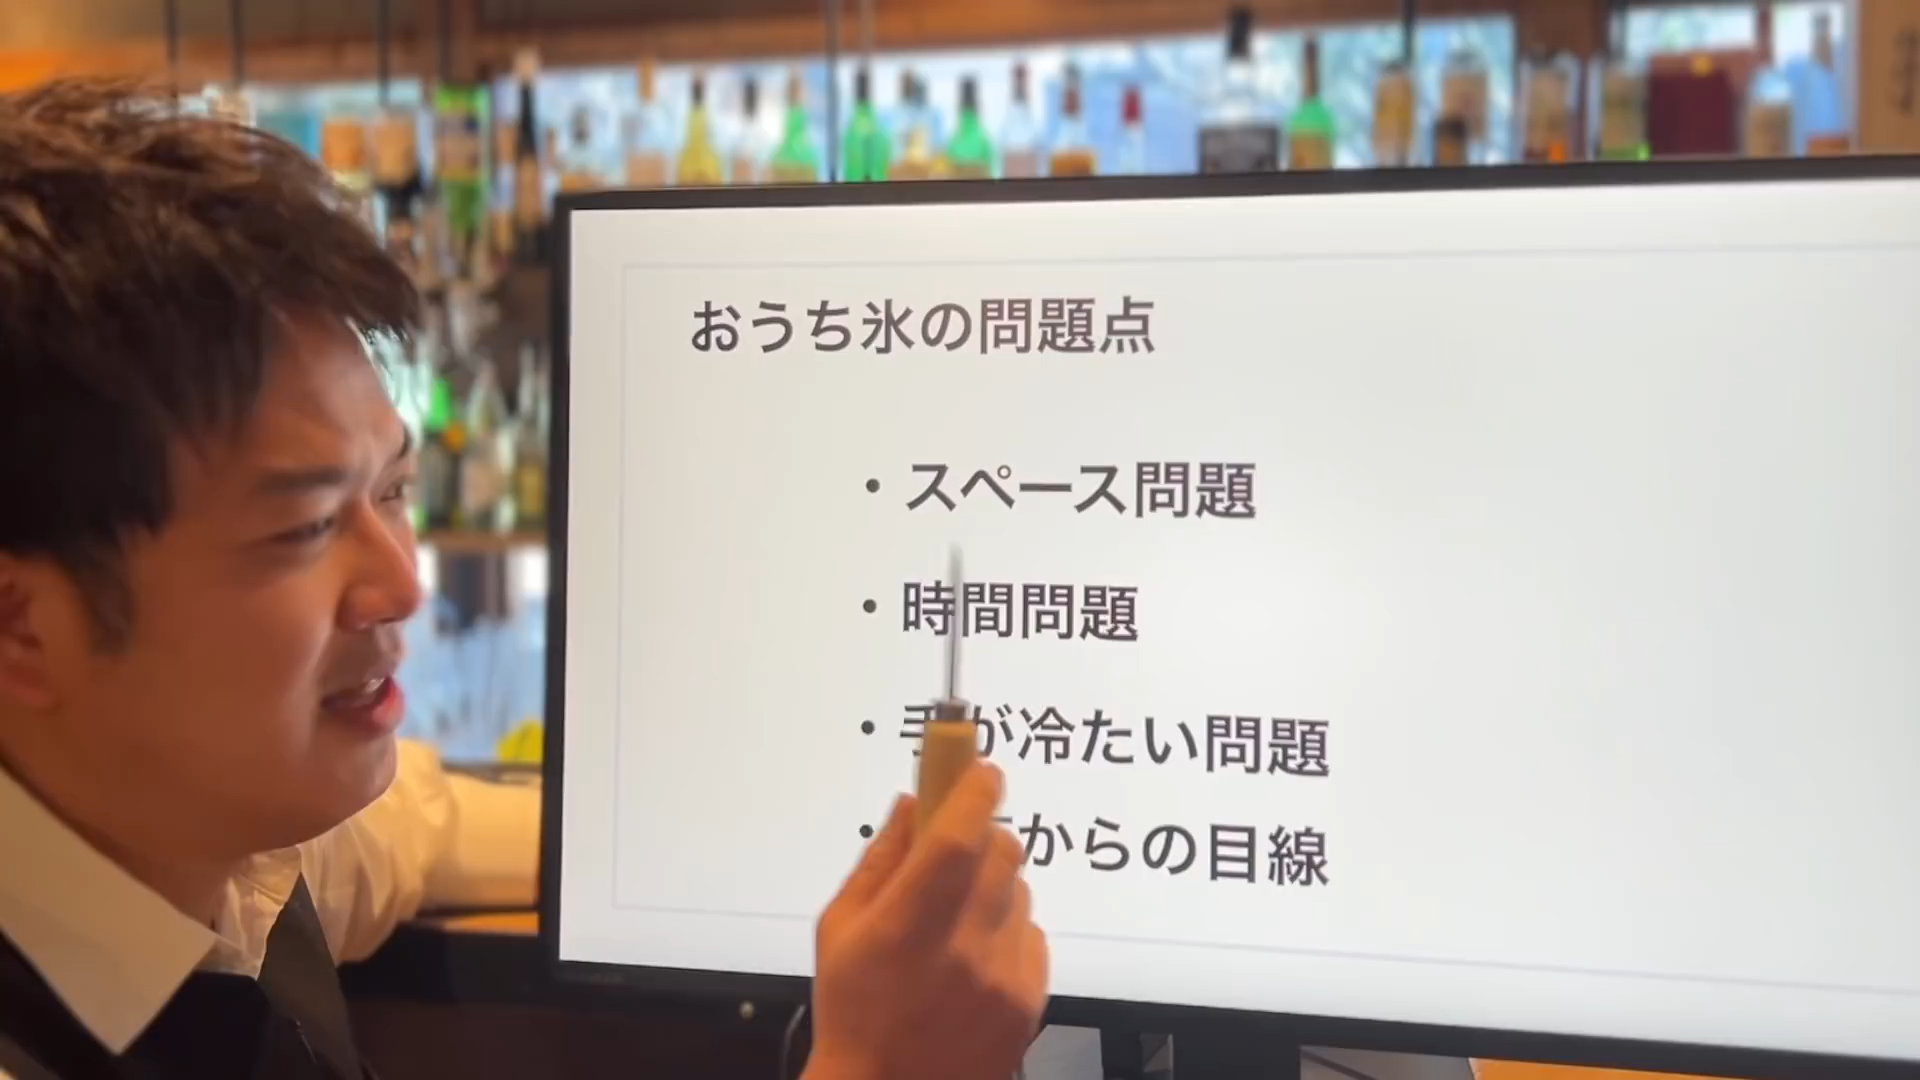 おうち氷の問題点
・スペース問題
・時間問題
・手が冷たい問題
・からの目線